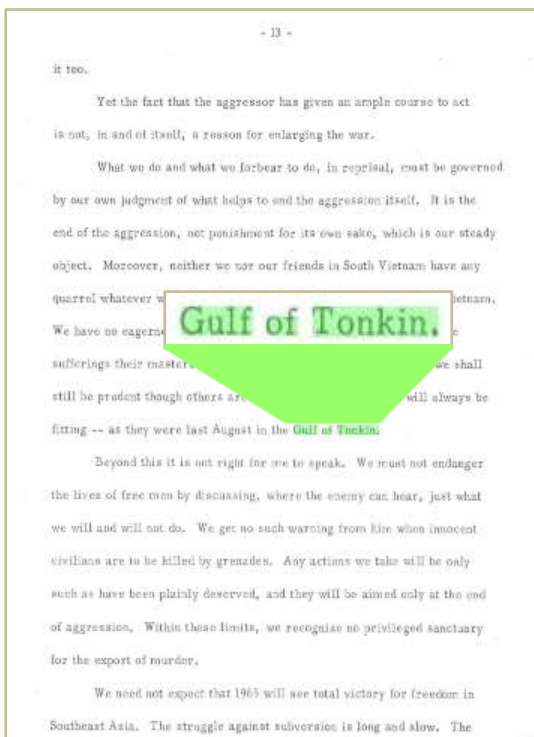 - 13 -
it too.
Yet the fact that the aggressor has given an ample course to act
is not, in and of itself, a reason for enlarging the war.
What we do and what we forbear to do, in reprisal, must be governed
by our own judgment of what helps to end the aggression itself. It is the
end of the aggression, not punishment for its own sake, which is our steady
object. Moreover, neither we nor our friends in South Vietnam have any
quarrel whatever w etnam.
We have no eagerne e
Gulf of Tonkin.
sufferings their master we shall
still be prudent though others are will always be
fitting -- as they were last August in the Gulf of Tonkin.
Beyond this it is not right for me to speak. We must not endanger
the lives of free men by discussing, where the enemy can hear, just what
we will and will not do. We get no such warning from him when innocent
civilians are to be killed by grenades. Any actions we take will be only
such as have been plainly deserved, and they will be aimed only at the end
of aggression. Within these limits, we recognize no privileged sanctuary
for the export of murder.
We need not expect that 1965 will see total victory for freedom in
Southeast Asia. The struggle against subversion is long and slow. The